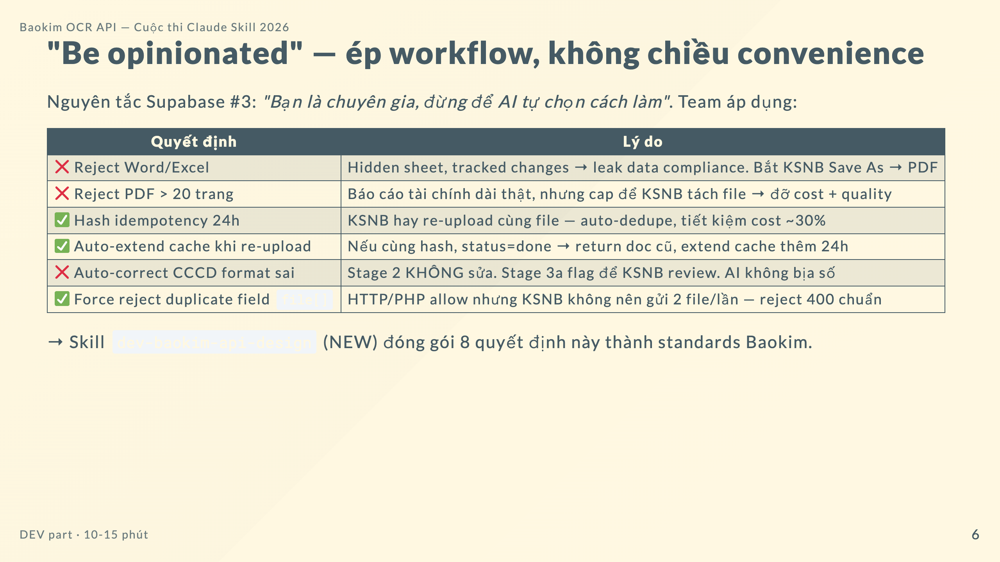 Baokim OCR API — Cuộc thi Claude Skill 2026
"Be opinionated" — ép workflow, không chiều convenience
Nguyên tắc Supabase #3: "Bạn là chuyên gia, đừng để AI tự chọn cách làm". Team áp dụng:
Quyết định Lý do
❌ Reject Word/Excel Hidden sheet, tracked changes → leak data compliance. Bắt KSNB Save As → PDF
❌ Reject PDF > 20 trang Báo cáo tài chính dài thật, nhưng cap để KSNB tách file → đỡ cost + quality
✅ Hash idempotency 24h KSNB hay re-upload cùng file — auto-dedupe, tiết kiệm cost ~30%
✅ Auto-extend cache khi re-upload Nếu cùng hash, status=done → return doc cũ, extend cache thêm 24h
❌ Auto-correct CCCD format sai Stage 2 KHÔNG sửa. Stage 3a flag để KSNB review. AI không bịa số
✅ Force reject duplicate field file[] HTTP/PHP allow nhưng KSNB không nên gửi 2 file/lần — reject 400 chuẩn
→ Skill dev-baokim-api-design (NEW) đóng gói 8 quyết định này thành standards Baokim.
DEV part · 10-15 phút
6